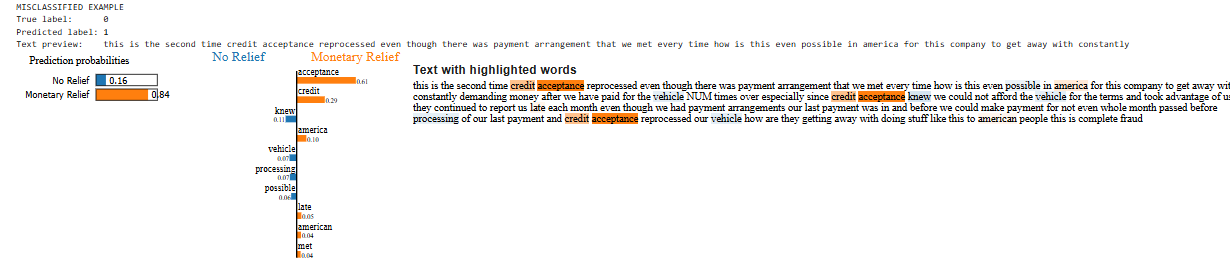 MISCLASSIFIED EXAMPLE
True label: 0
Predicted label: 1
Text preview: this is the second time credit acceptance reprocessed even though there was payment arrangement that we met every time how is this even possible in america for this company to get away with constantly
Prediction probabilities
No Relief 0.16
Monetary Relief 0.84
No Relief Monetary Relief
acceptance
0.61
credit
0.29
knew
0.11
america
0.10
vehicle
0.07
processing
0.07
possible
0.06
late
0.05
american
0.04
met
0.04
Text with highlighted words
this is the second time credit acceptance reprocessed even though there was payment arrangement that we met every time how is this even possible in america for this company to get away
constantly demanding money after we have paid for the vehicle NUM times over especially since credit acceptance knew we could not afford the vehicle for the terms and took advantage of
they continued to report us late each month even though we had payment arrangements our last payment was in and before we could make payment for not even whole month passed before
processing of our last payment and credit acceptance reprocessed our vehicle how are they getting away with doing stuff like this to american people this is complete fraud